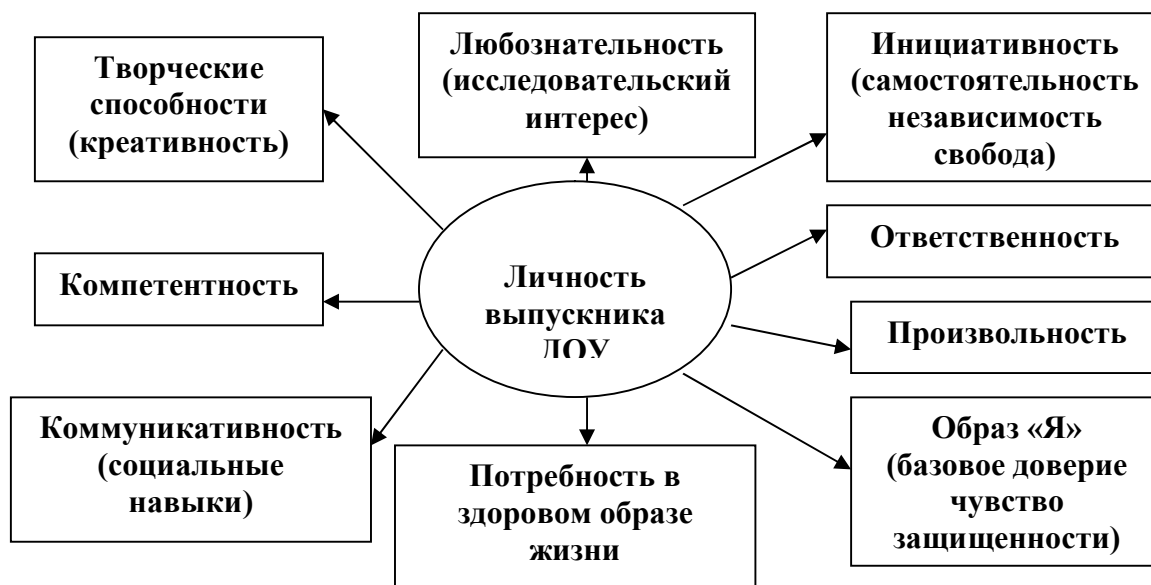 Творческие
способности
(креативность)
Любознательность
(исследовательский
интерес)
Инициативность
(самостоятельность
независимость
свобода)
Компетентность
Личность
выпускника
ДОУ
Ответственность
Произвольность
Коммуникативность
(социальные
навыки)
Потребность в
здоровом образе
жизни
Образ «Я»
(базовое доверие
чувство
защищенности)